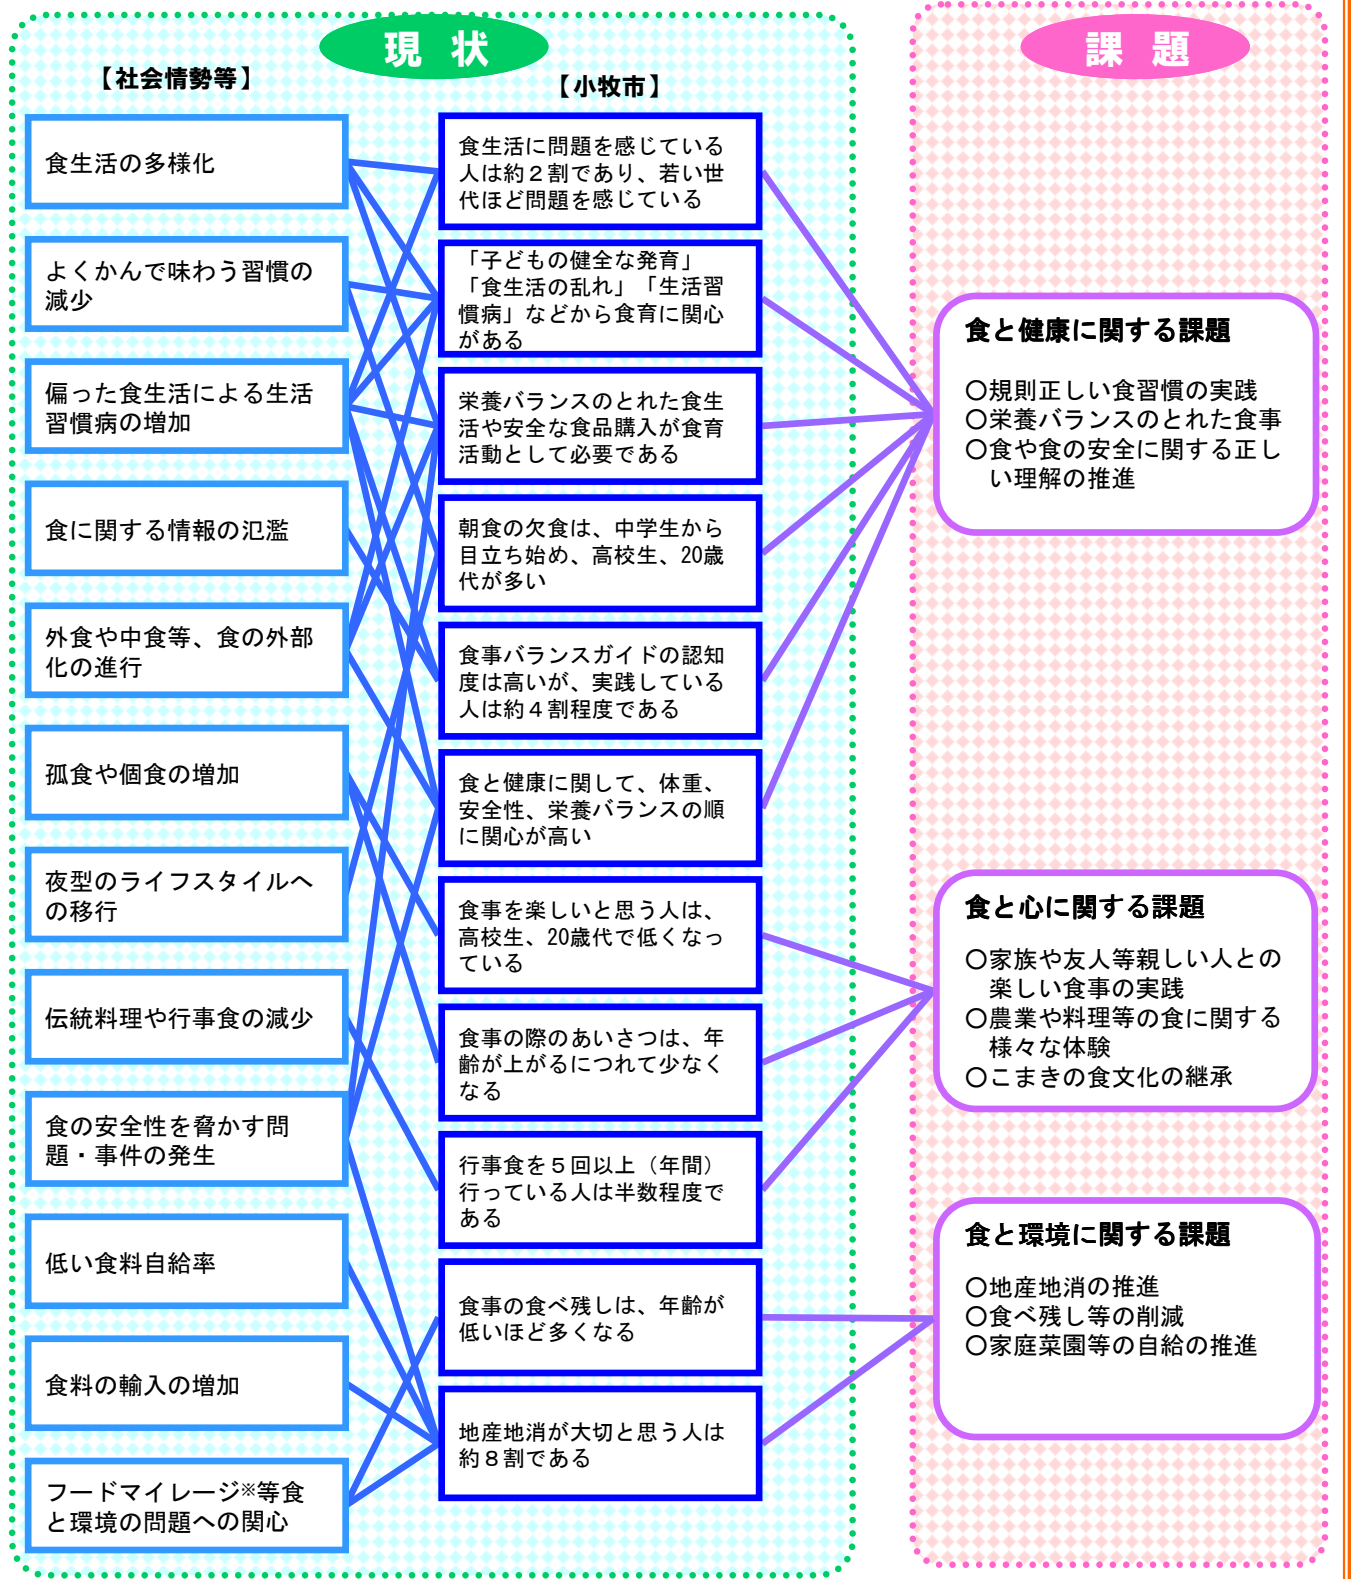 現 状
【社会情勢等】
食生活の多様化
よくかんで味わう習慣の
減少
偏った食生活による生活
習慣病の増加
食に関する情報の氾濫
外食や中食等、食の外部
化の進行
孤食や個食の増加
夜型のライフスタイルへ
の移行
伝統料理や行事食の減少
食の安全性を脅かす問
題・事件の発生
低い食料自給率
食料の輸入の増加
フードマイレージ※等食
と環境の問題への関心
【小牧市】
食生活に問題を感じている
人は約２割であり、若い世
代ほど問題を感じている
「子どもの健全な発育」
「食生活の乱れ」「生活習
慣病」などから食育に関心
がある
栄養バランスのとれた食生
活や安全な食品購入が食育
活動として必要である
朝食の欠食は、中学生から
目立ち始め、高校生、20歳
代が多い
食事バランスガイドの認知
度は高いが、実践している
人は約４割程度である
食と健康に関して、体重、
安全性、栄養バランスの順
に関心が高い
食事を楽しいと思う人は、
高校生、20歳代で低くなっ
ている
食事の際のあいさつは、年
齢が上がるにつれて少なく
なる
行事食を５回以上（年間）
行っている人は半数程度で
ある
食事の食べ残しは、年齢が
低いほど多くなる
地産地消が大切と思う人は
約８割である
課 題
食と健康に関する課題
○規則正しい食習慣の実践
○栄養バランスのとれた食事
○食や食の安全に関する正し
い理解の推進
食と心に関する課題
○家族や友人等親しい人との
楽しい食事の実践
○農業や料理等の食に関する
様々な体験
○こまきの食文化の継承
食と環境に関する課題
○地産地消の推進
○食べ残し等の削減
○家庭菜園等の自給の推進